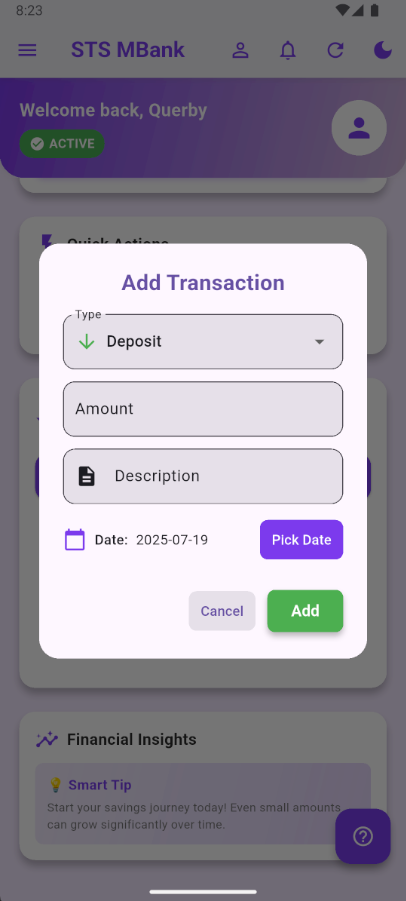 8:23
STS MBank
Welcome back, Querby
ACTIVE
Quick Actions
Add Transaction
Type
Deposit
Amount
Description
Date: 2025-07-19
Pick Date
Cancel
Add
Financial Insights
💡 Smart Tip
Start your savings journey today! Even small amounts
can grow significantly over time.